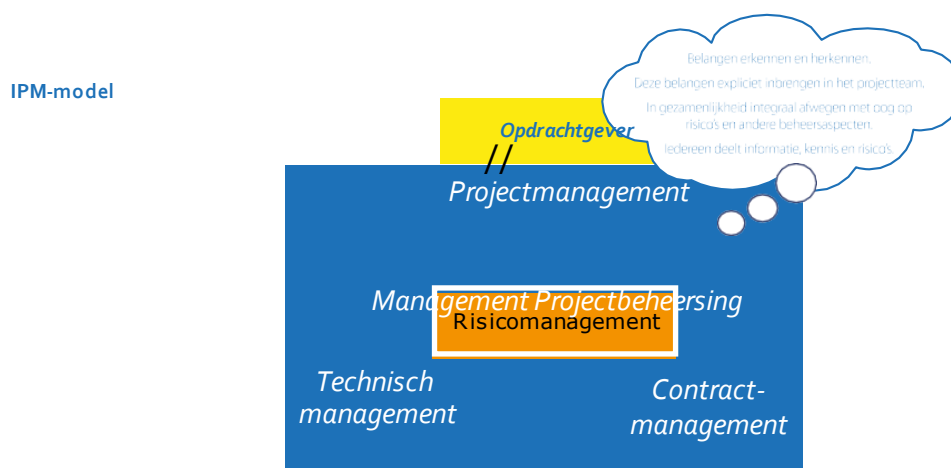 Belangen erkennen en herkennen.
Deze belangen expliciet inbrengen in het projectteam.
In gezamenlijkheid integraal afwegen met oog op
risico's en andere beheersaspecten.
Iedereen deelt informatie, kennis en risico's.
IPM-model
Opdrachtgever
//
Projectmanagement
Management Projectbeheersing
Risicomanagement
Technisch
management
Contract-
management